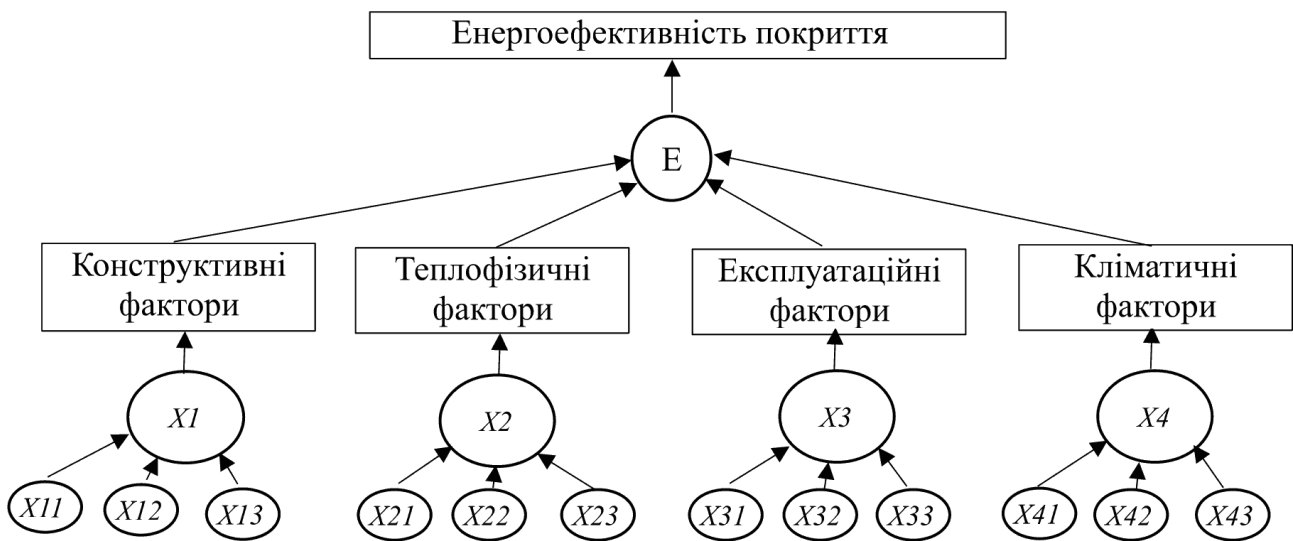 Енергоефективність покриття
E
Конструктивні
фактори
Теплофізичні
фактори
Експлуатаційні
фактори
Кліматичні
фактори
X1
X2
X3
X4
X11
X12
X13
X21
X22
X23
X31
X32
X33
X41
X42
X43